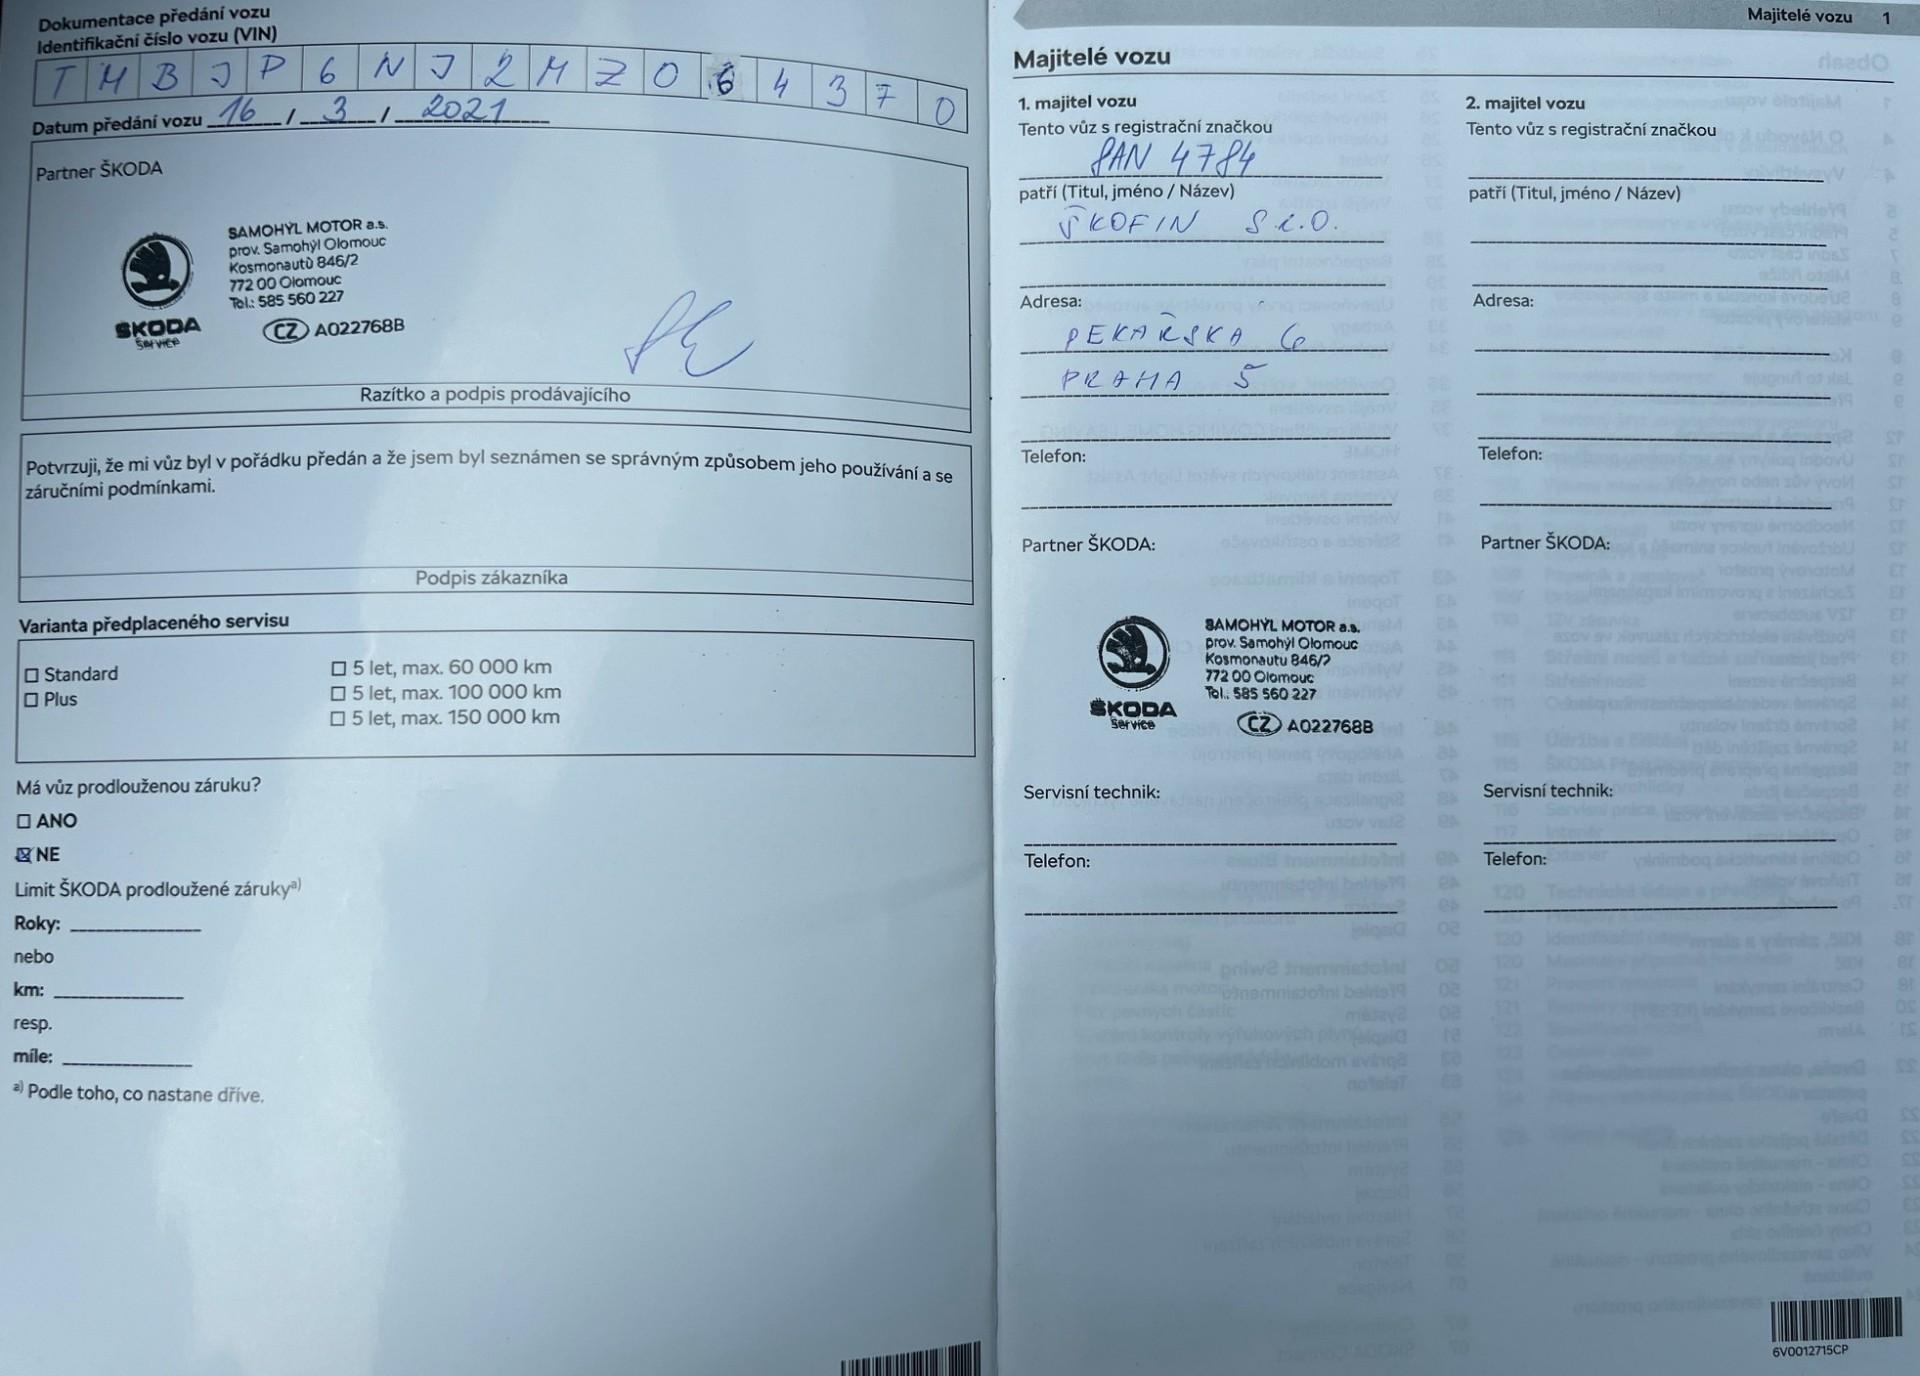 Dokumentace předání vozu
Identifikační číslo vozu (VIN)
T M B J P 6 N J 2 M Z 0 6 4 3 7 0
Datum předání vozu 16 / 3 / 2021
Partner ŠKODA
SAMOHÝL MOTOR a.s.
prov. Samohýl Olomouc
Kosmonautů 846/2
772 00 Olomouc
Tel.: 585 560 227
ŠKODA
Service
CZ A022768B
Razítko a podpis prodávajícího
Potvrzuji, že mi vůz byl v pořádku předán a že jsem byl seznámen se správným způsobem jeho používání a se
záručními podmínkami.
Podpis zákazníka
Varianta předplaceného servisu
☐ Standard
☐ Plus
☐ 5 let, max. 60 000 km
☐ 5 let, max. 100 000 km
☐ 5 let, max. 150 000 km
Má vůz prodlouženou záruku?
☐ ANO
☒ NE
Limit ŠKODA prodloužené záruky a)
Roky:
nebo
km:
resp.
míle:
a) Podle toho, co nastane dříve.
Majitelé vozu 1
Majitelé vozu
1. majitel vozu
Tento vůz s registrační značkou
8AN 4784
patří (Titul, jméno / Název)
ŠKOFIN S.R.O.
Adresa:
PEKAŘSKA 6
PRAHA 5
Telefon:
Partner ŠKODA:
SAMOHÝL MOTOR a.s.
prov. Samohýl Olomouc
Kosmonautu 846/2
772 00 Olomouc
Tel.: 585 560 227
ŠKODA
Service
CZ A022768B
Servisní technik:
Telefon:
2. majitel vozu
Tento vůz s registrační značkou
patří (Titul, jméno / Název)
Adresa:
Telefon:
Partner ŠKODA:
Servisní technik:
Telefon:
6V0012715CP